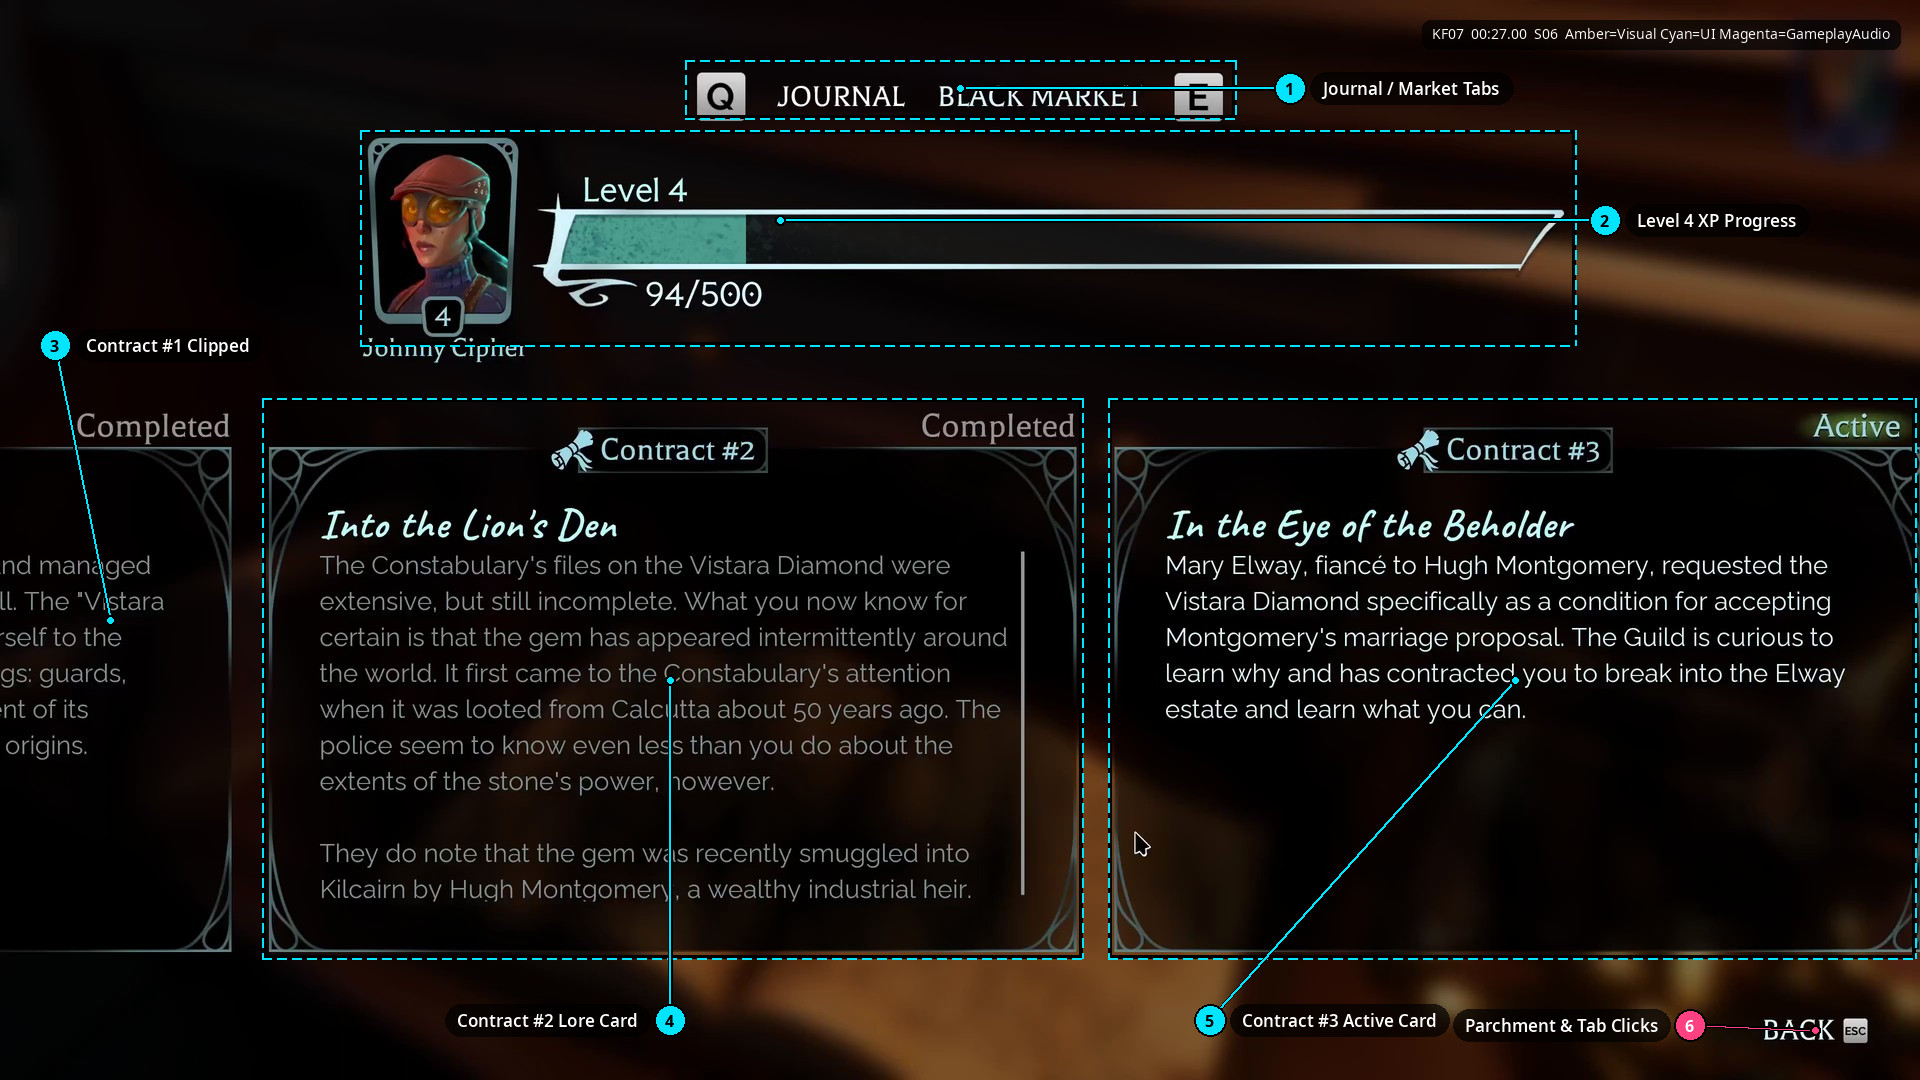 KF07 00:27.00 S06 Amber=Visual Cyan=UI Magenta=GameplayAudio
Q JOURNAL BLACK MARKET E
1 Journal / Market Tabs
Level 4
2 Level 4 XP Progress
94/500
4
Johnny Cipher
3 Contract #1 Clipped
Completed
nd managed
ll. The "Vistara
rself to the
gs: guards,
nt of its
origins.
Completed
Contract #2
Into the Lion's Den
The Constabulary's files on the Vistara Diamond were
extensive, but still incomplete. What you now know for
certain is that the gem has appeared intermittently around
the world. It first came to the Constabulary's attention
when it was looted from Calcutta about 50 years ago. The
police seem to know even less than you do about the
extents of the stone's power, however.
They do note that the gem was recently smuggled into
Kilcairn by Hugh Montgomery, a wealthy industrial heir.
Active
Contract #3
In the Eye of the Beholder
Mary Elway, fiancé to Hugh Montgomery, requested the
Vistara Diamond specifically as a condition for accepting
Montgomery's marriage proposal. The Guild is curious to
learn why and has contracted you to break into the Elway
estate and learn what you can.
Contract #2 Lore Card 4
5 Contract #3 Active Card
Parchment & Tab Clicks 6
BACK ESC